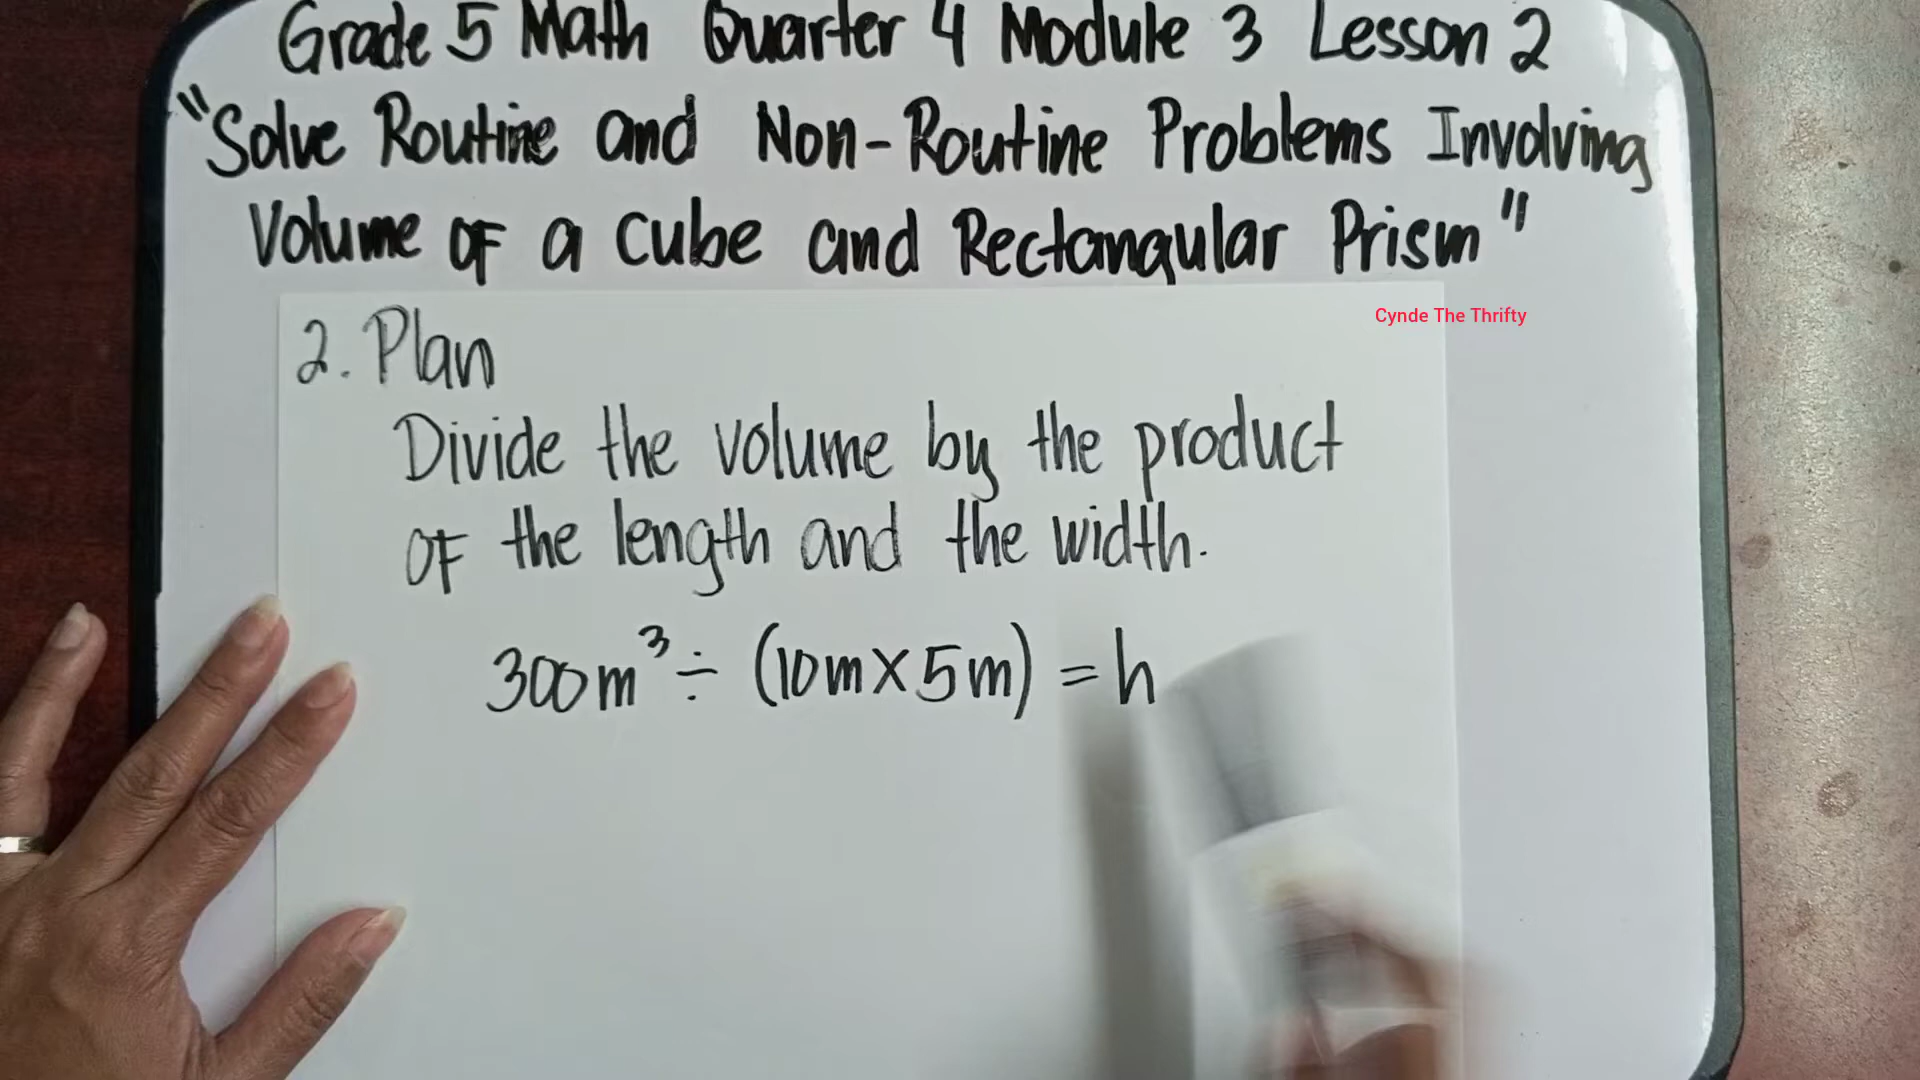 Grade 5 Math Quarter 4 Module 3 Lesson 2
"Solve Routine and Non-Routine Problems Involving
Volume of a Cube and Rectangular Prism"
Cynde The Thrifty
2. Plan
Divide the volume by the product
of the length and the width.
300m³ ÷ (10m x 5m) = h